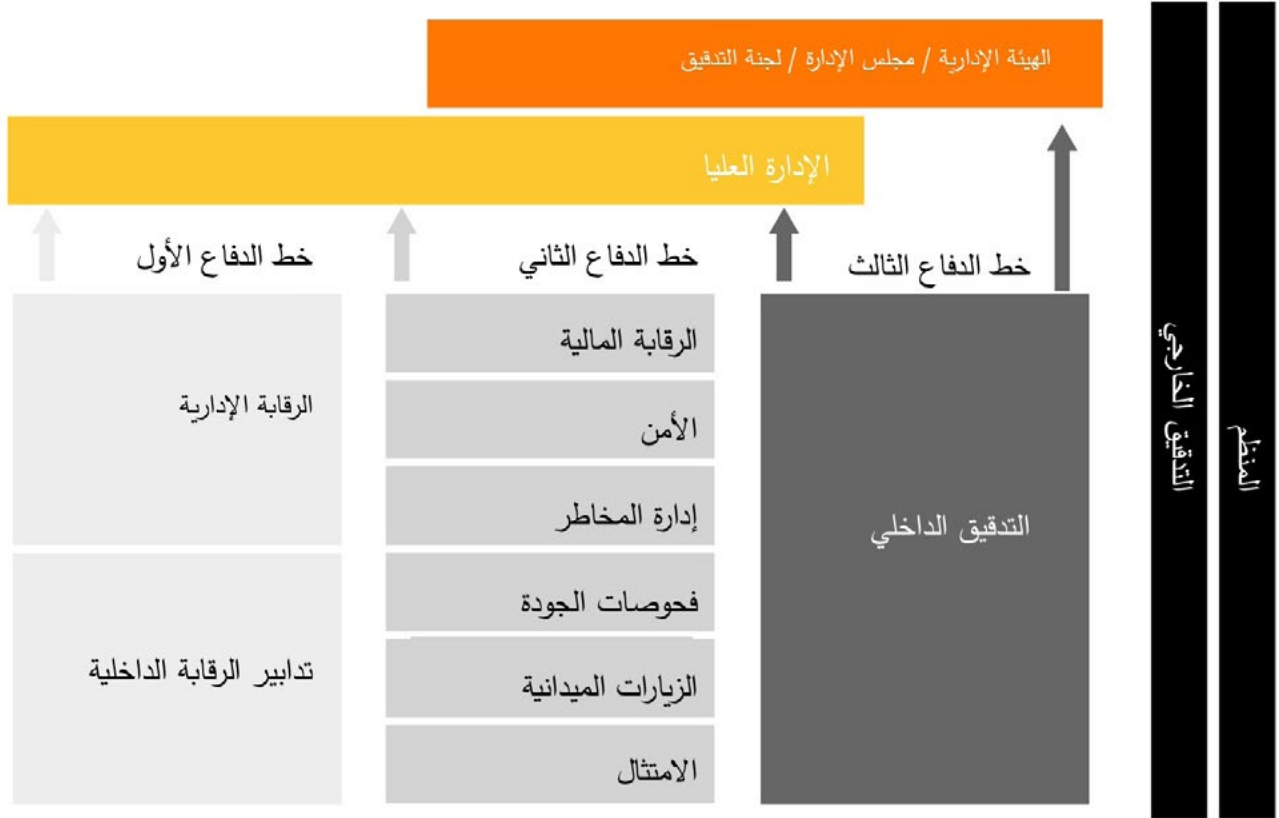 الهيئة الإدارية / مجلس الإدارة / لجنة التدقيق
الإدارة العليا
خط الدفاع الأول
الرقابة الإدارية
تدابير الرقابة الداخلية
خط الدفاع الثاني
الرقابة المالية
الأمن
إدارة المخاطر
فحوصات الجودة
الزيارات الميدانية
الامتثال
خط الدفاع الثالث
التدقيق الداخلي
التدقيق الخارجي
المنظم